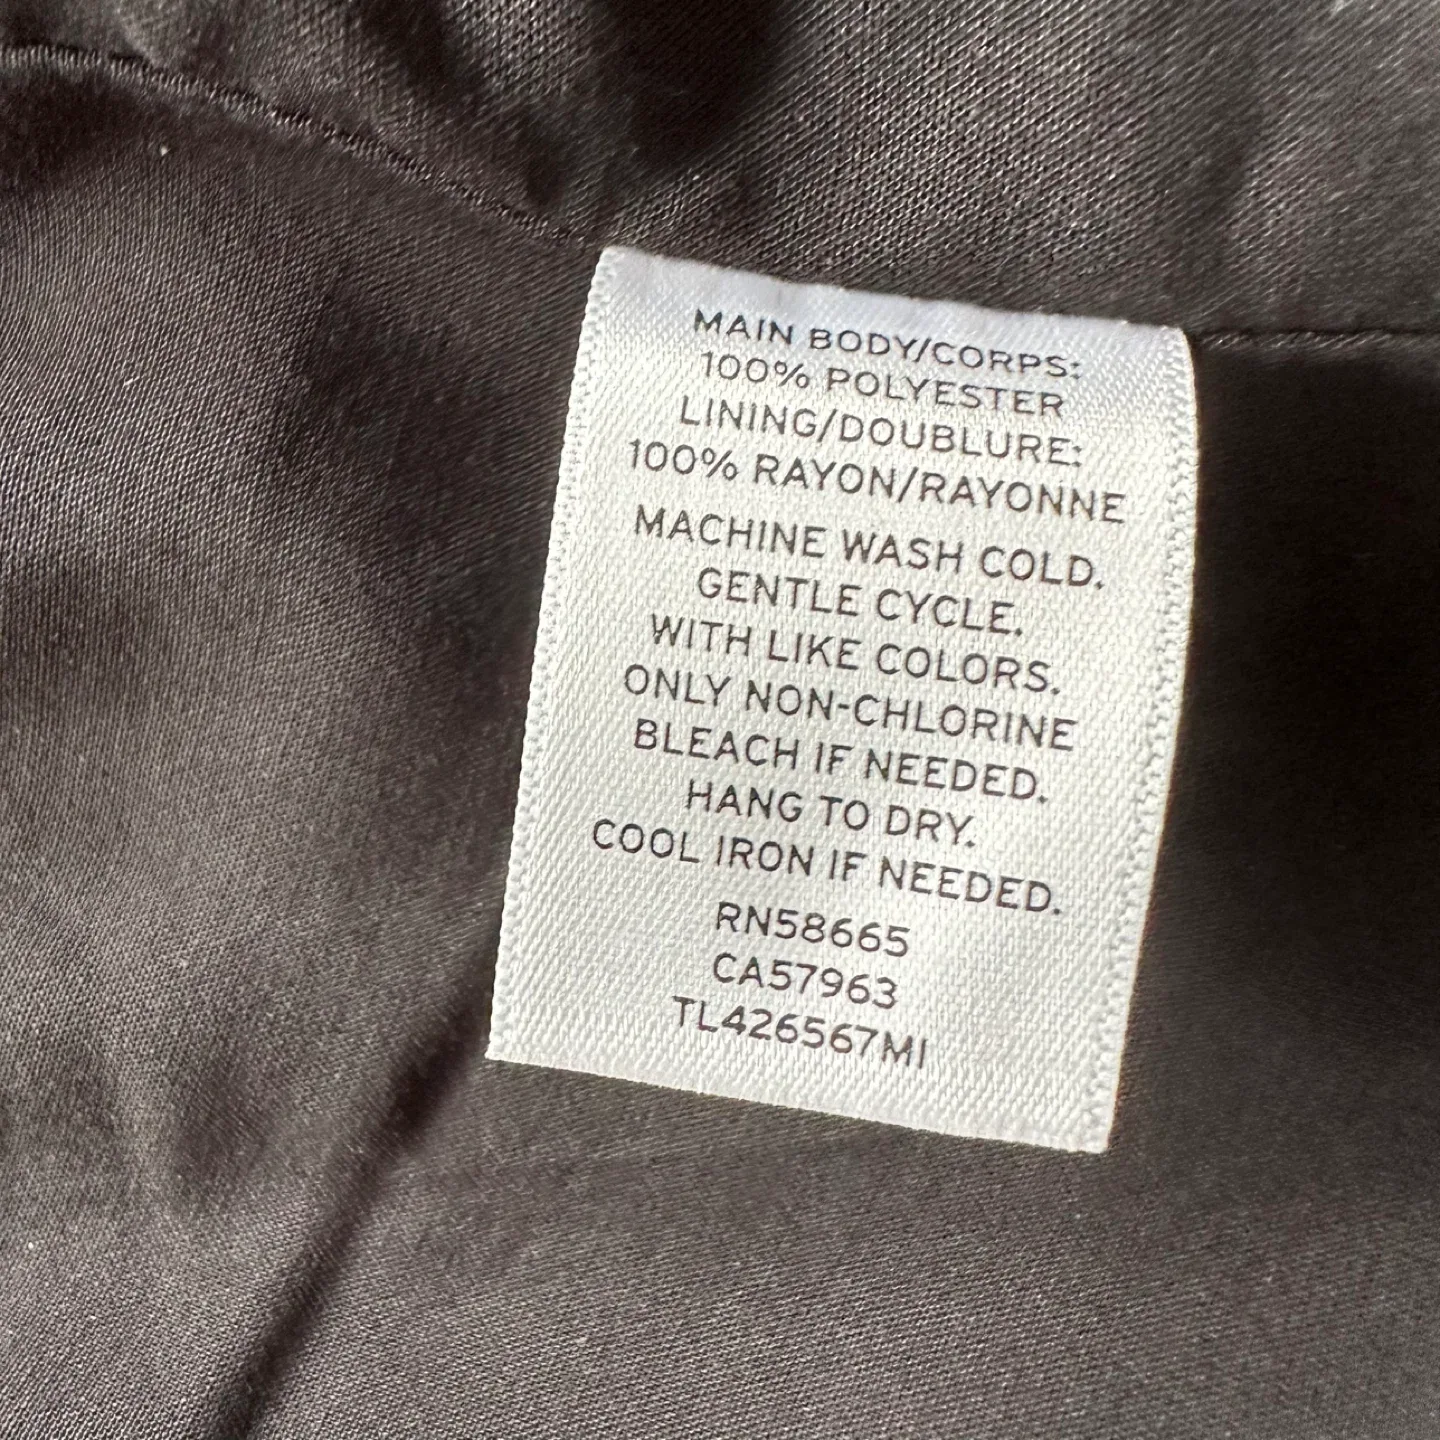 MAIN BODY/CORPS:
100% POLYESTER
LINING/DOUBLURE:
100% RAYON/RAYONNE
MACHINE WASH COLD.
GENTLE CYCLE.
WITH LIKE COLORS.
ONLY NON-CHLORINE
BLEACH IF NEEDED.
HANG TO DRY.
COOL IRON IF NEEDED.
RN58665
CA57963
TL426567MI